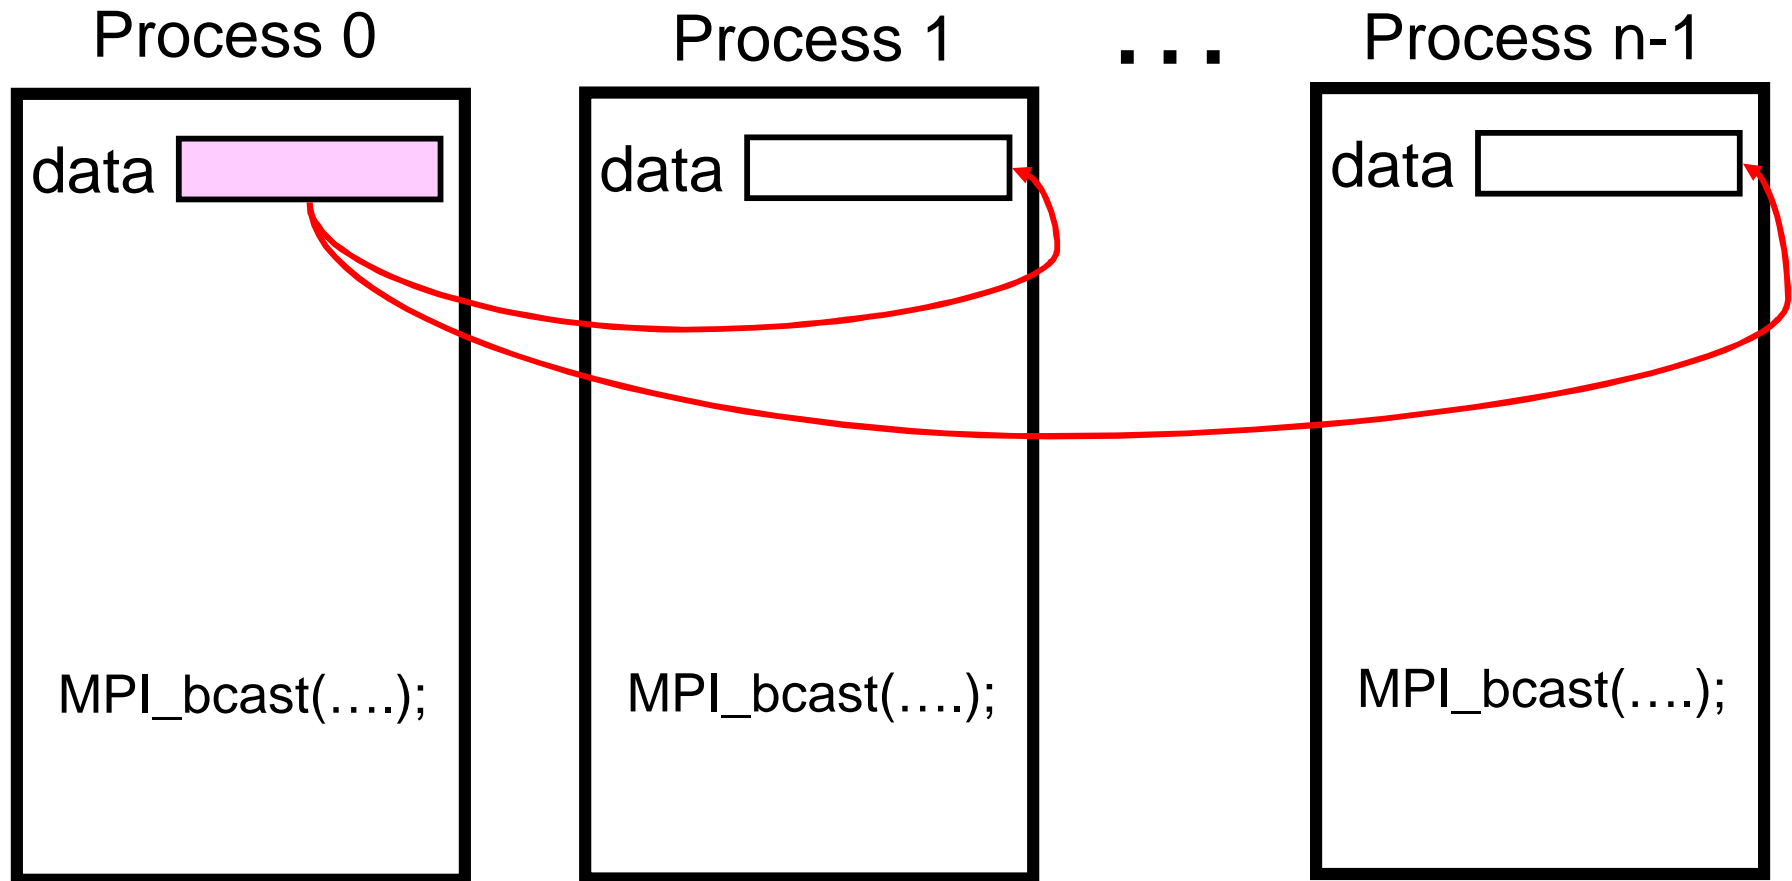 Process 0
Process 1
...
Process n-1
data
data
data
MPI_bcast(….);
MPI_bcast(….);
MPI_bcast(….);